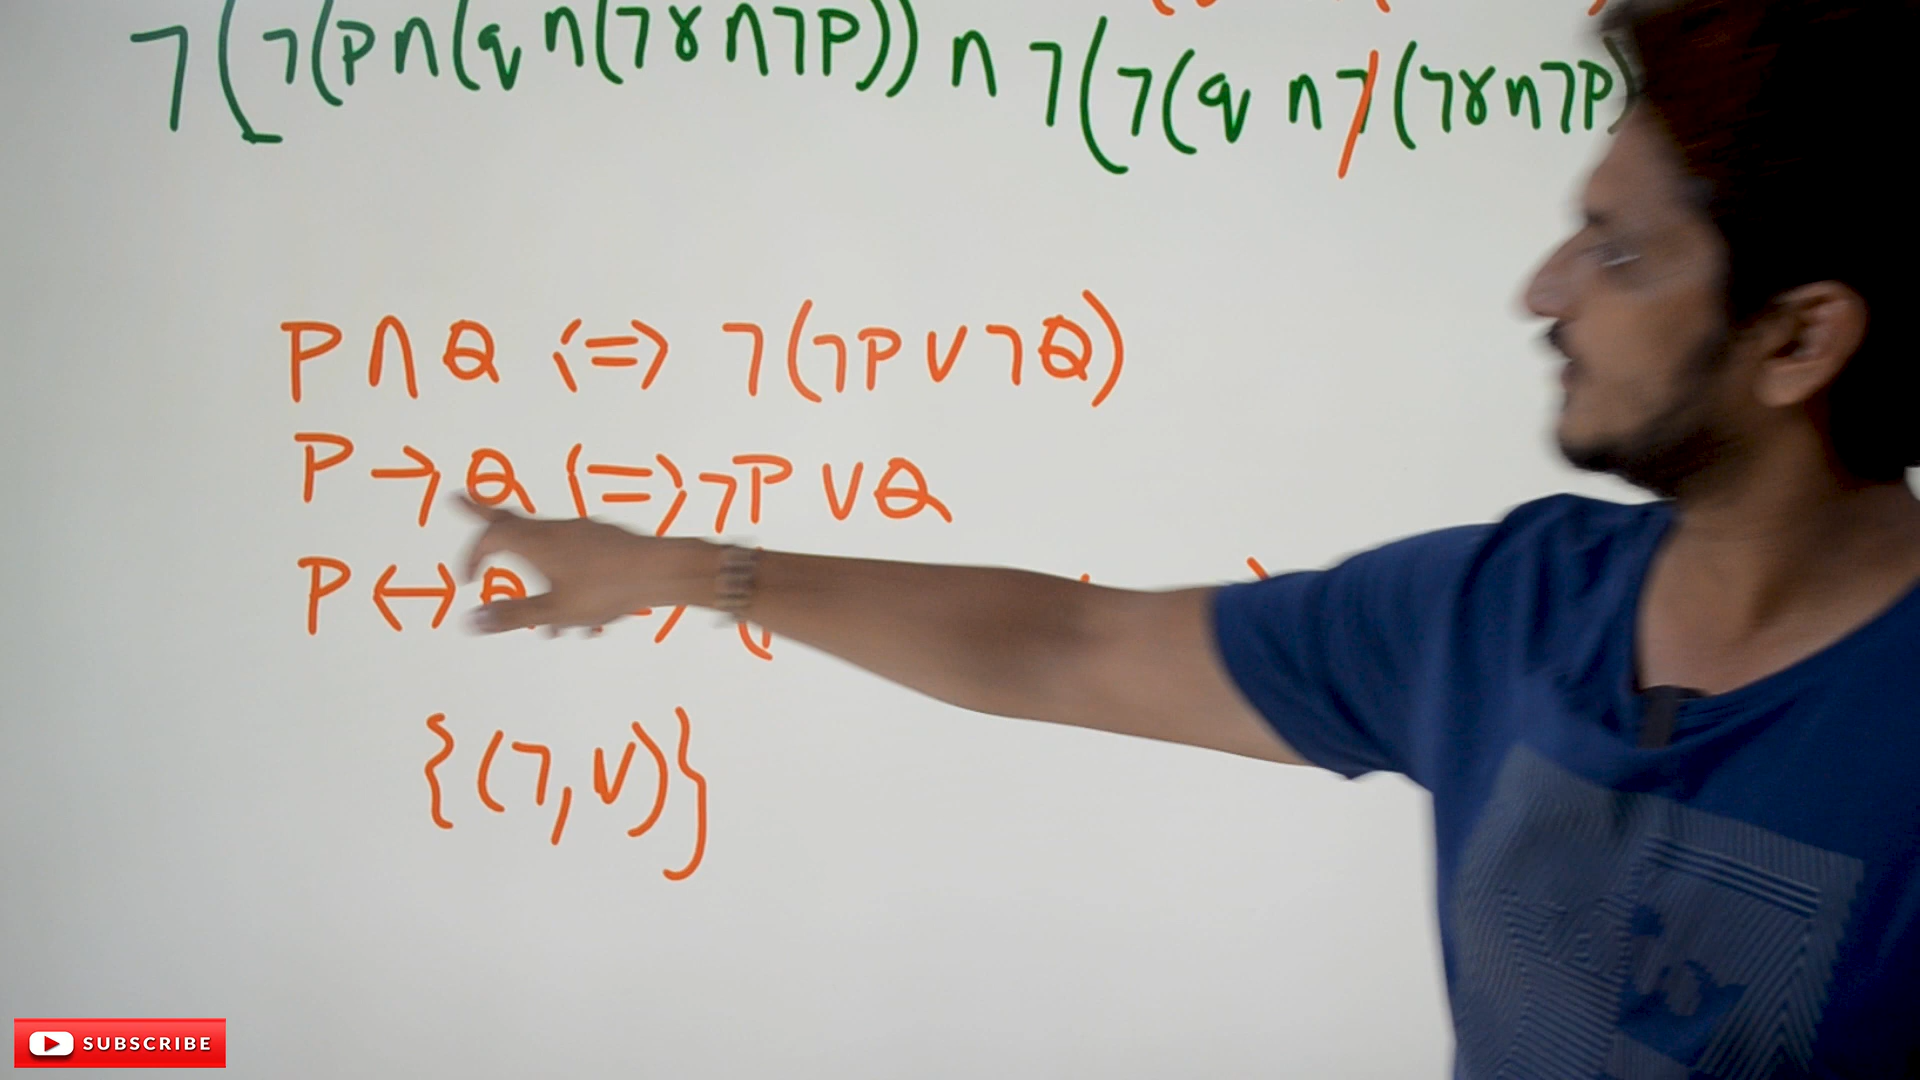 ¬(¬(p∧(q∧(¬r∧¬p)) ∧ ¬(¬(q∧¬(¬r∧¬p)
P∧Q <=> ¬(¬P∨¬Q)
P→Q <=> ¬P∨Q
P↔Q <=> (
{(¬,∨)}
SUBSCRIBE